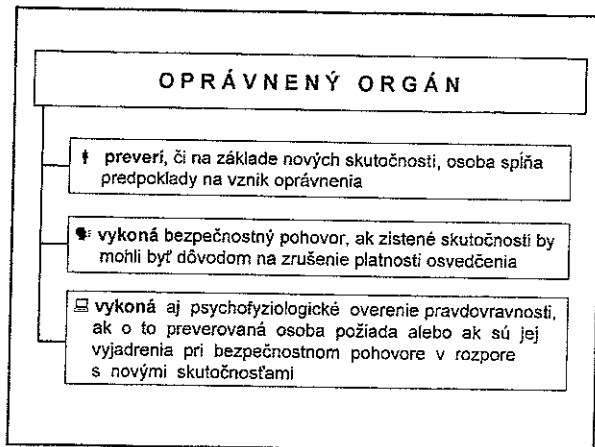 OPRÁVNENÝ ORGÁN
preverí, či na základe nových skutočností, osoba spĺňa
predpoklady na vznik oprávnenia
vykoná bezpečnostný pohovor, ak zistené skutočnosti by
mohli byť dôvodom na zrušenie platnosti osvedčenia
vykoná aj psychofyziologické overenie pravdovravnosti,
ak o to preverovaná osoba požiada alebo ak sú jej
vyjadrenia pri bezpečnostnom pohovore v rozpore
s novými skutočnosťami